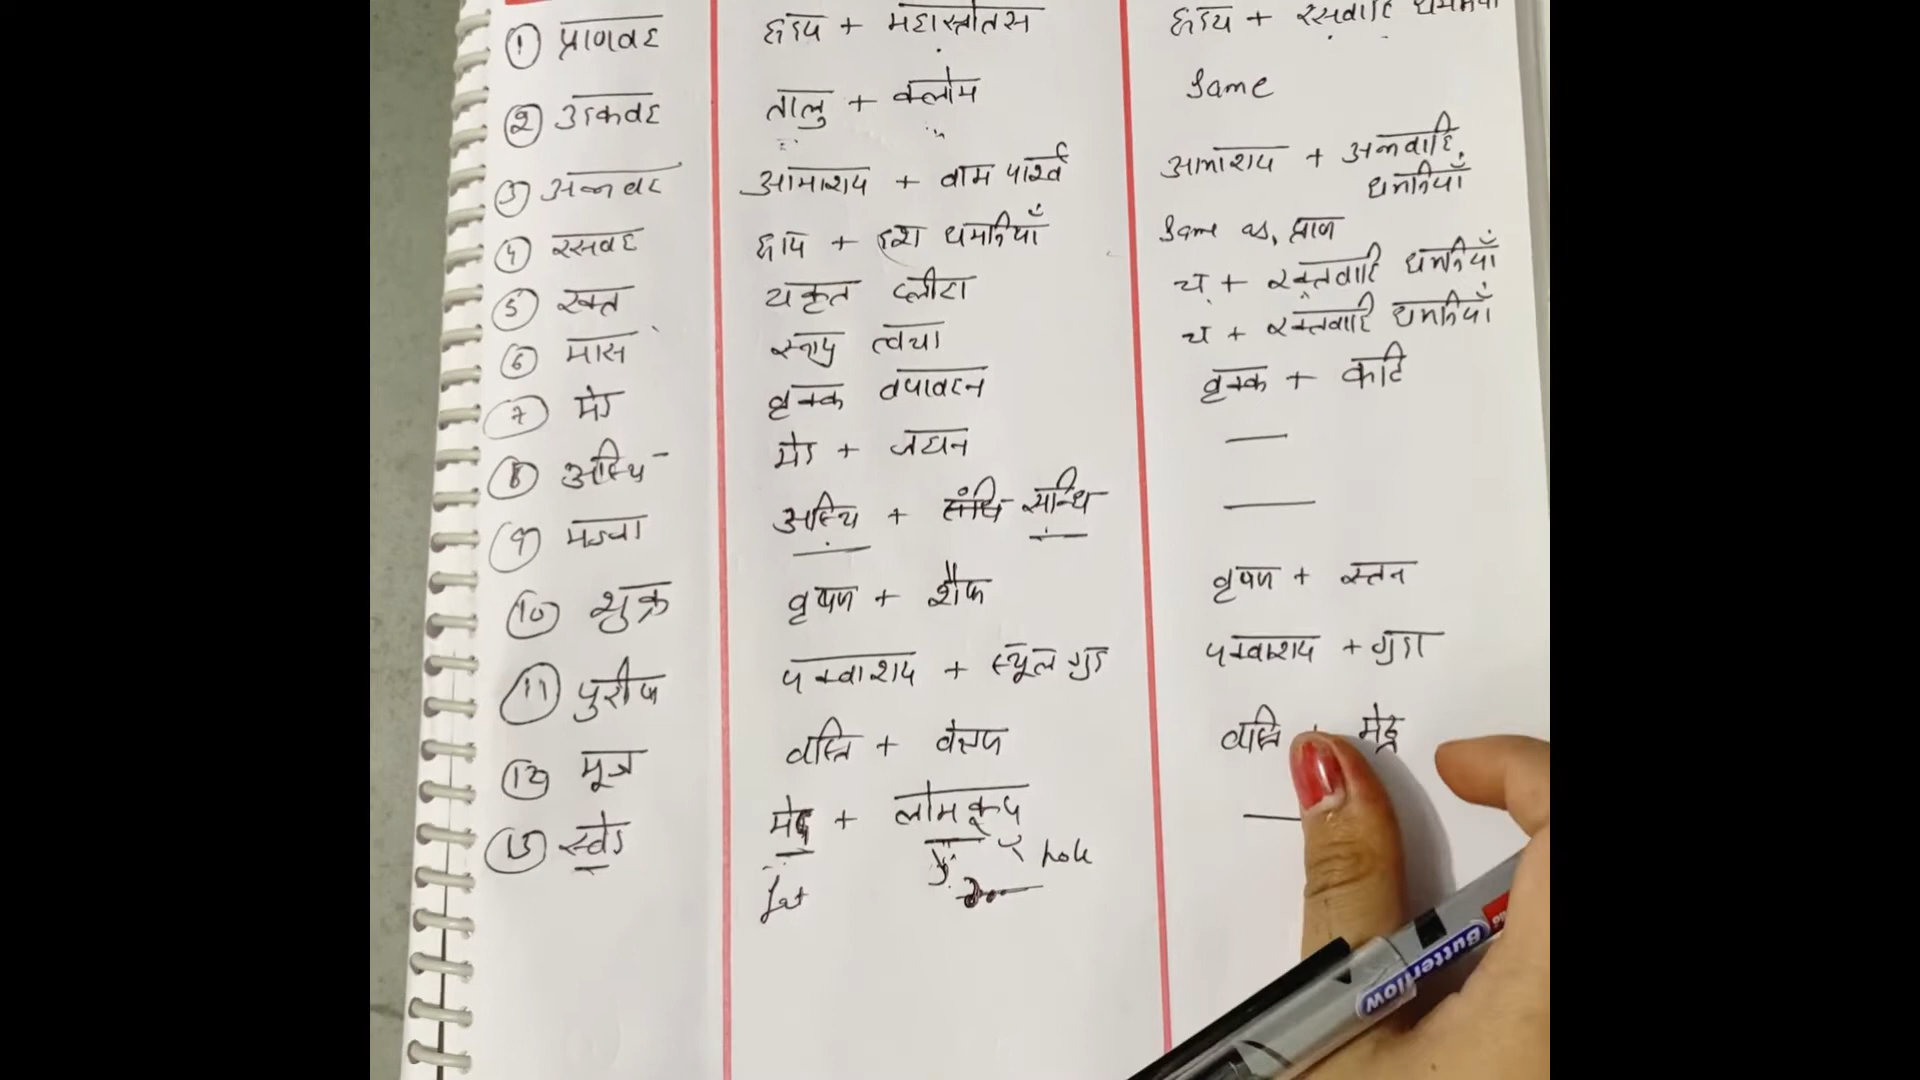 ① प्राणवह हृदय + महास्त्रोतस हृदय + रसवाहि धमनियाँ
② उदकवह तालु + क्लोम Same
③ अन्नवह आमाशय + वाम पार्श्व आमाशय + अन्नवाहि
धमनियाँ
④ रसवह हृदय + दश धमनियाँ Same as, प्राण
⑤ रक्त यकृत प्लीहा य + रक्तवाहि धमनियाँ
⑥ मांस स्नायु त्वचा य + रक्तवाहि धमनियाँ
⑦ मेद वृक्क वपावहन वृक्क + कटि
⑧ अस्थि मेद + जघन —
⑨ मज्जा अस्थि + संधि सन्धि —
⑩ शुक्र वृषण + शैफ वृषण + स्तन
⑪ पुरीष पक्वाशय + स्थूल गुद पक्वाशय + गुदा
⑫ मूत्र वस्ति + वंक्षण वस्ति + मेढ्र
⑬ स्वेद मेद + लोम कूप —
fat hole
Butterflow